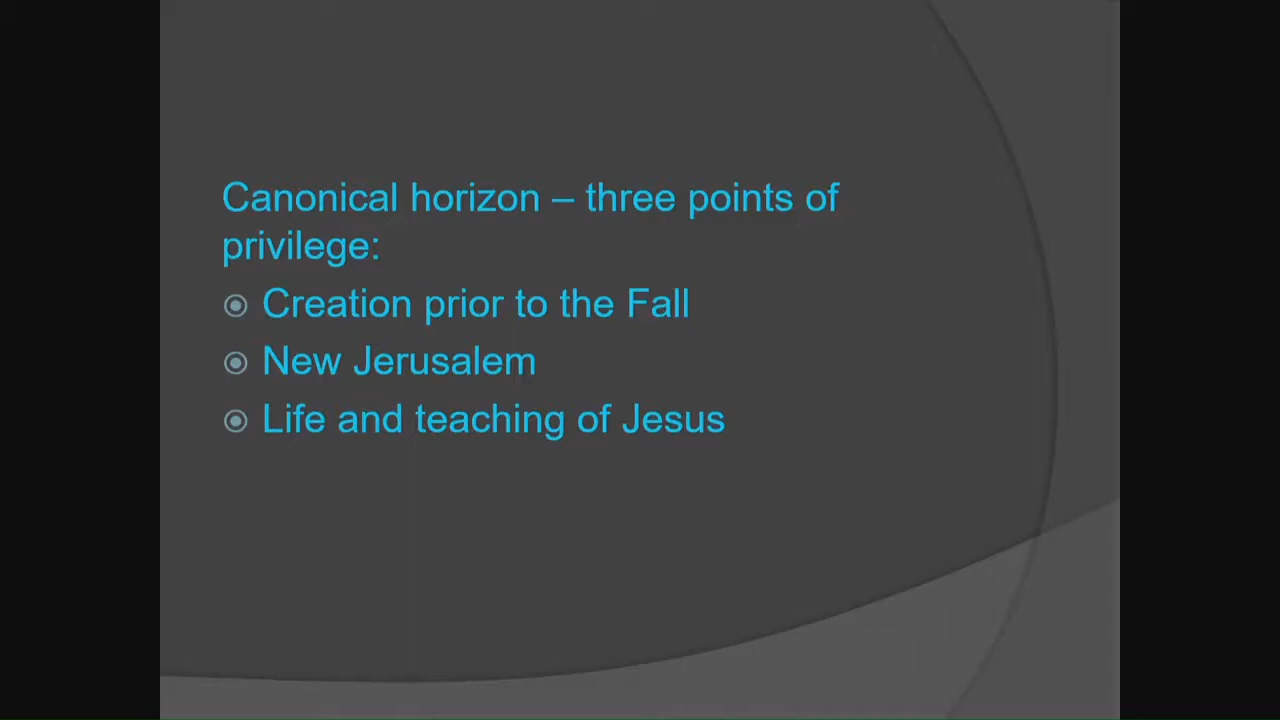 Canonical horizon – three points of
privilege:
Creation prior to the Fall
New Jerusalem
Life and teaching of Jesus